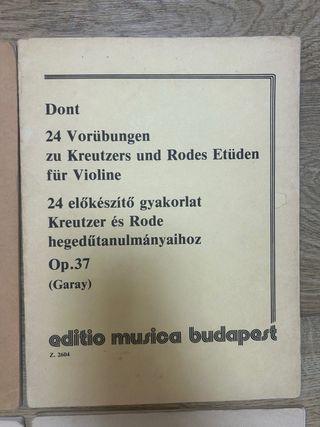 Dont
24 Vorübungen
zu Kreutzers und Rodes Etüden
für Violine
24 előkészítő gyakorlat
Kreutzer és Rode
hegedűtanulmányaihoz
Op.37
(Garay)
editio musica budapest
Z. 2604